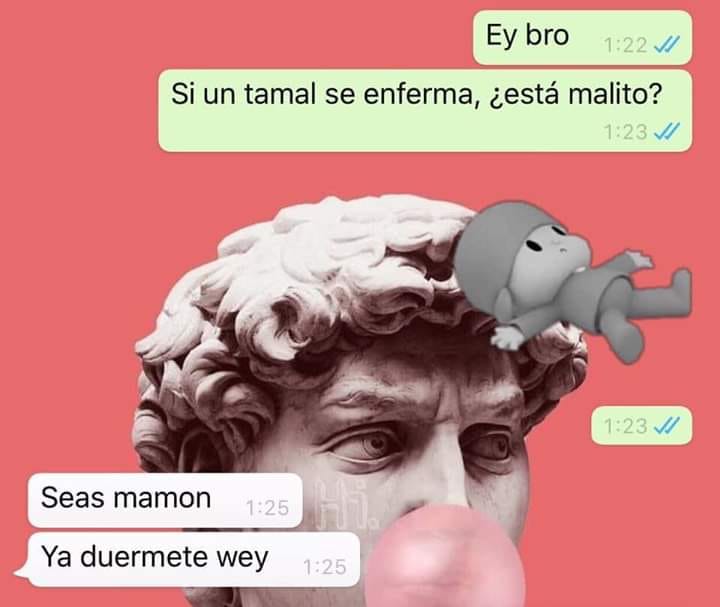 Ey bro 1:22
Si un tamal se enferma, ¿está malito?
1:23
1:23
Seas mamon 1:25
Hi.
Ya duermete wey 1:25